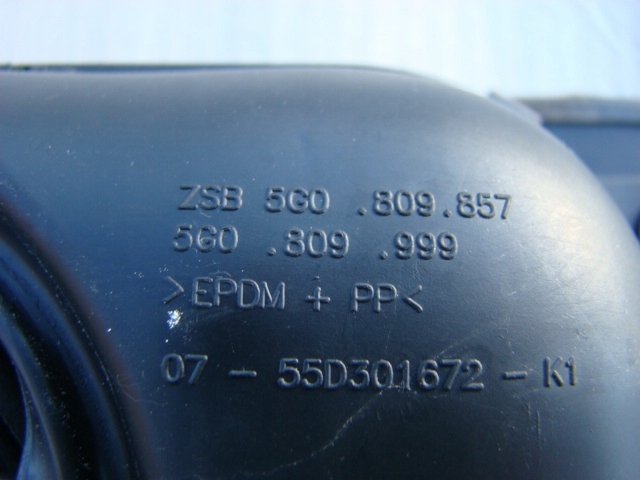 ZSB 5G0 .809.857
5G0 .809 .999
>EPDM + PP<
07 - 55D301672 - K1